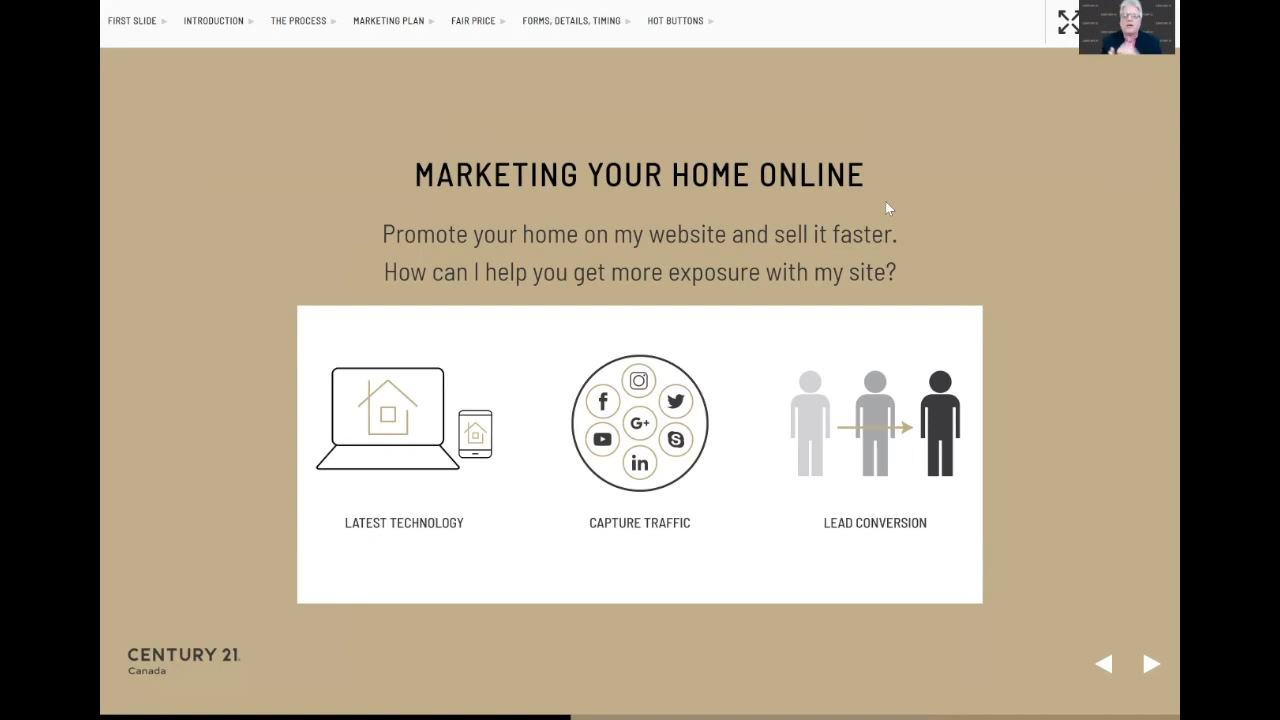 FIRST SLIDE
INTRODUCTION
THE PROCESS
MARKETING PLAN
FAIR PRICE
FORMS, DETAILS, TIMING
HOT BUTTONS
MARKETING YOUR HOME ONLINE
Promote your home on my website and sell it faster.
How can I help you get more exposure with my site?
f
G+
in
LATEST TECHNOLOGY
CAPTURE TRAFFIC
LEAD CONVERSION
CENTURY 21.
Canada